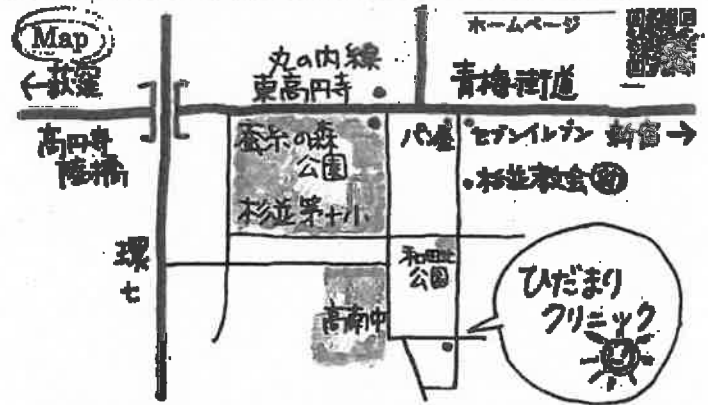 Map
ホームページ
←荻窪
丸の内線
東高円寺
青梅街道
高円寺
陸橋
蚕糸の森
公園
パン屋
セブンイレブン
新宿→
杉並教会
杉並第十小
環
七
和田北
公園
高南中
ひだまり
クリニック